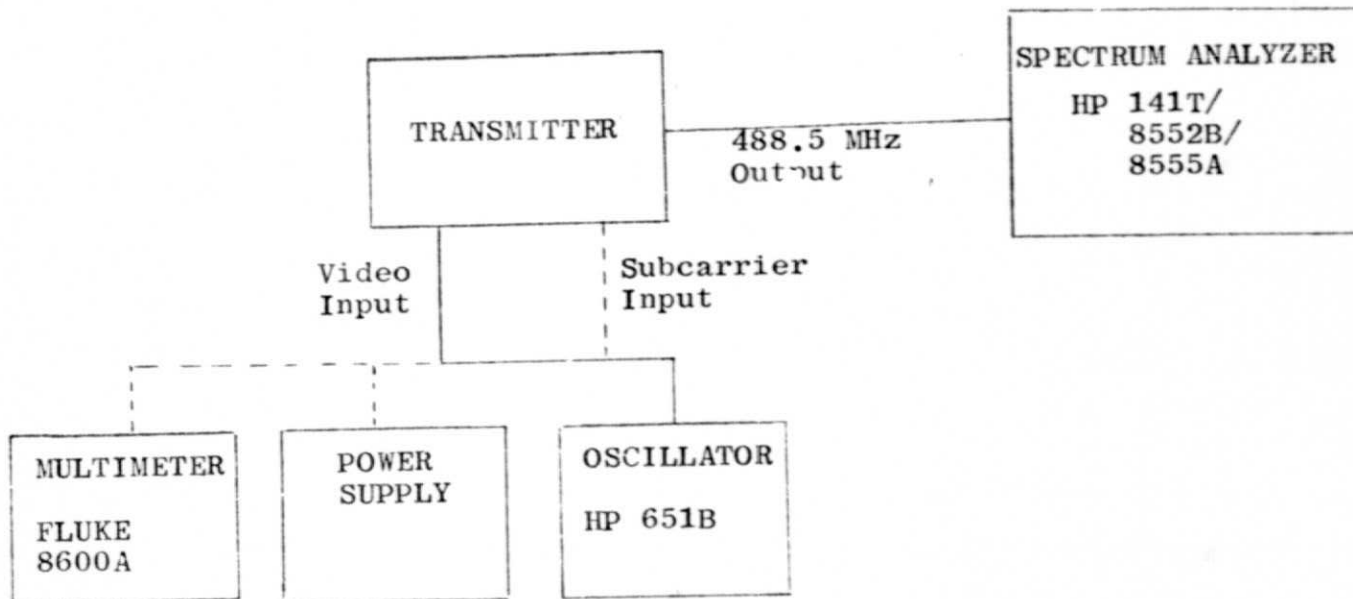 SPECTRUM ANALYZER
HP 141T/
8552B/
8555A
TRANSMITTER
488.5 MHz
Output
Video
Input
Subcarrier
Input
MULTIMETER
FLUKE
8600A
POWER
SUPPLY
OSCILLATOR
HP 651B